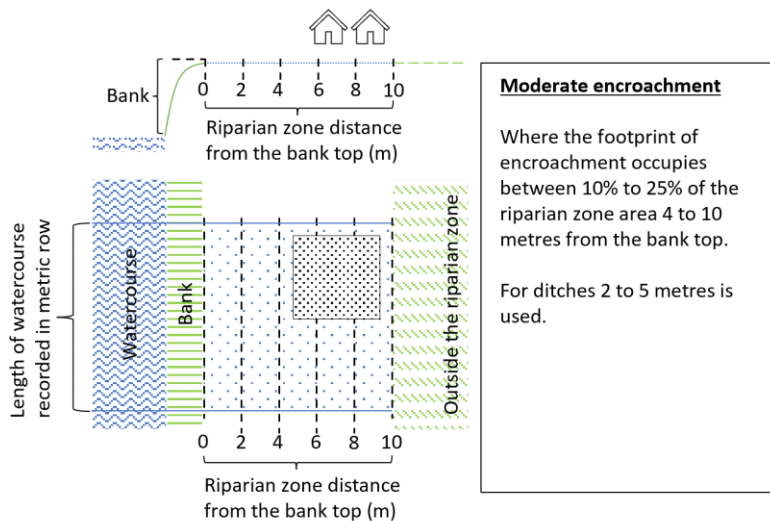 Bank
0 2 4 6 8 10
Riparian zone distance
from the bank top (m)
Length of watercourse
recorded in metric row
Watercourse
Bank
Outside the riparian zone
0 2 4 6 8 10
Riparian zone distance
from the bank top (m)
Moderate encroachment
Where the footprint of
encroachment occupies
between 10% to 25% of the
riparian zone area 4 to 10
metres from the bank top.
For ditches 2 to 5 metres is
used.